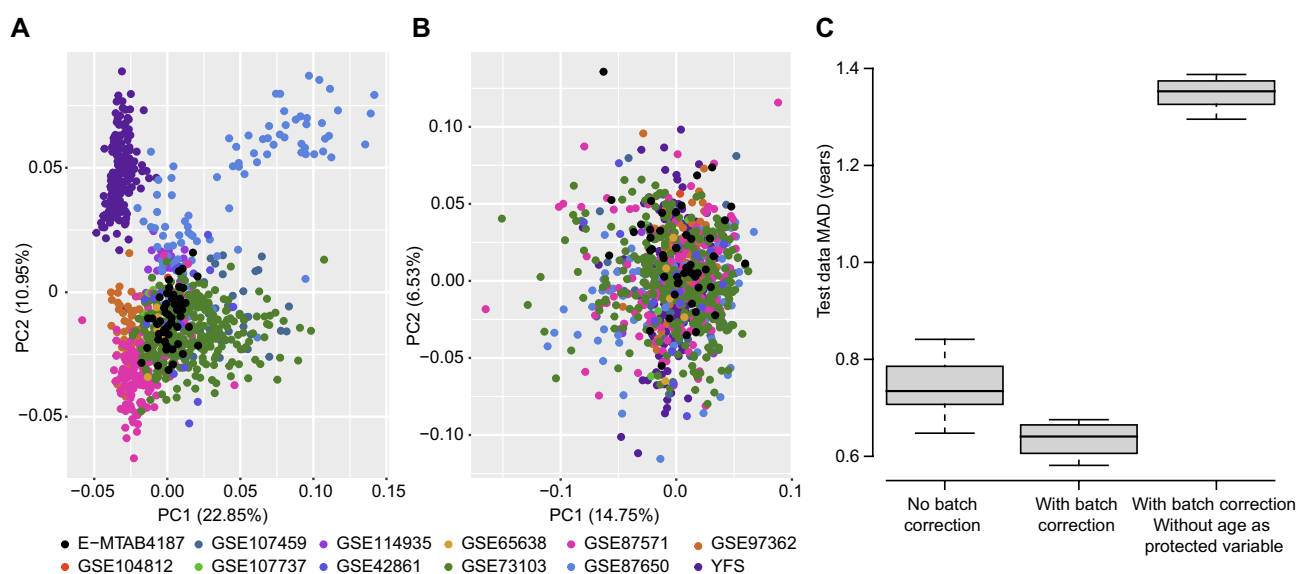 A
B
C
0.05
0
−0.05
PC2 (10.95%)
−0.05
0.00
0.05
0.10
0.15
PC1 (22.85%)
0.10
0.05
0.00
−0.05
−0.10
PC2 (6.53%)
−0.1
0.0
0.1
PC1 (14.75%)
1.4
1.2
1.0
0.8
0.6
Test data MAD (years)
No batch
correction
With batch
correction
With batch correction
Without age as
protected variable
E−MTAB4187 GSE107459 GSE114935 GSE65638 GSE87571 GSE97362
GSE104812 GSE107737 GSE42861 GSE73103 GSE87650 YFS